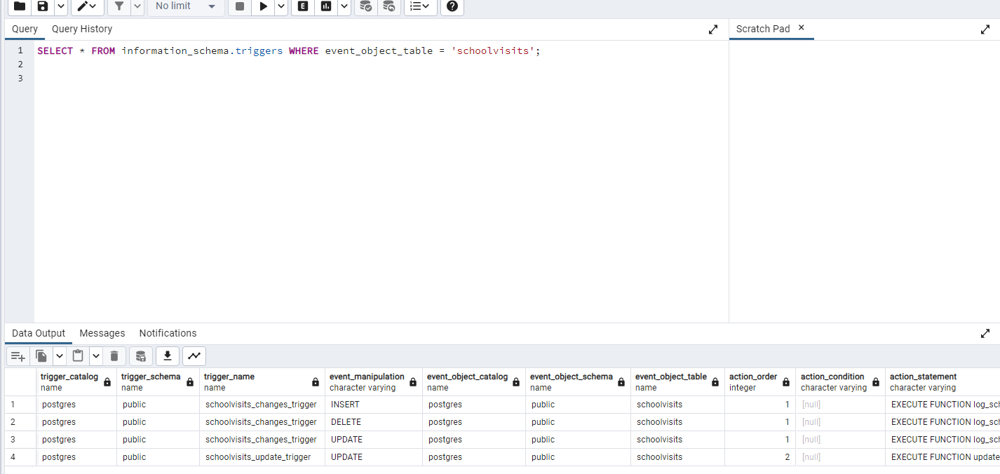 No limit
Query Query History Scratch Pad
1 SELECT * FROM information_schema.triggers WHERE event_object_table = 'schoolvisits';
2
3
Data Output Messages Notifications
trigger_catalog trigger_schema trigger_name event_manipulation event_object_catalog event_object_schema event_object_table action_order action_condition action_statement
name name name character varying name name name integer character varying character varying
1 postgres public schoolvisits_changes_trigger INSERT postgres public schoolvisits 1 [null] EXECUTE FUNCTION log_sch
2 postgres public schoolvisits_changes_trigger DELETE postgres public schoolvisits 1 [null] EXECUTE FUNCTION log_sch
3 postgres public schoolvisits_changes_trigger UPDATE postgres public schoolvisits 1 [null] EXECUTE FUNCTION log_sch
4 postgres public schoolvisits_update_trigger UPDATE postgres public schoolvisits 2 [null] EXECUTE FUNCTION update